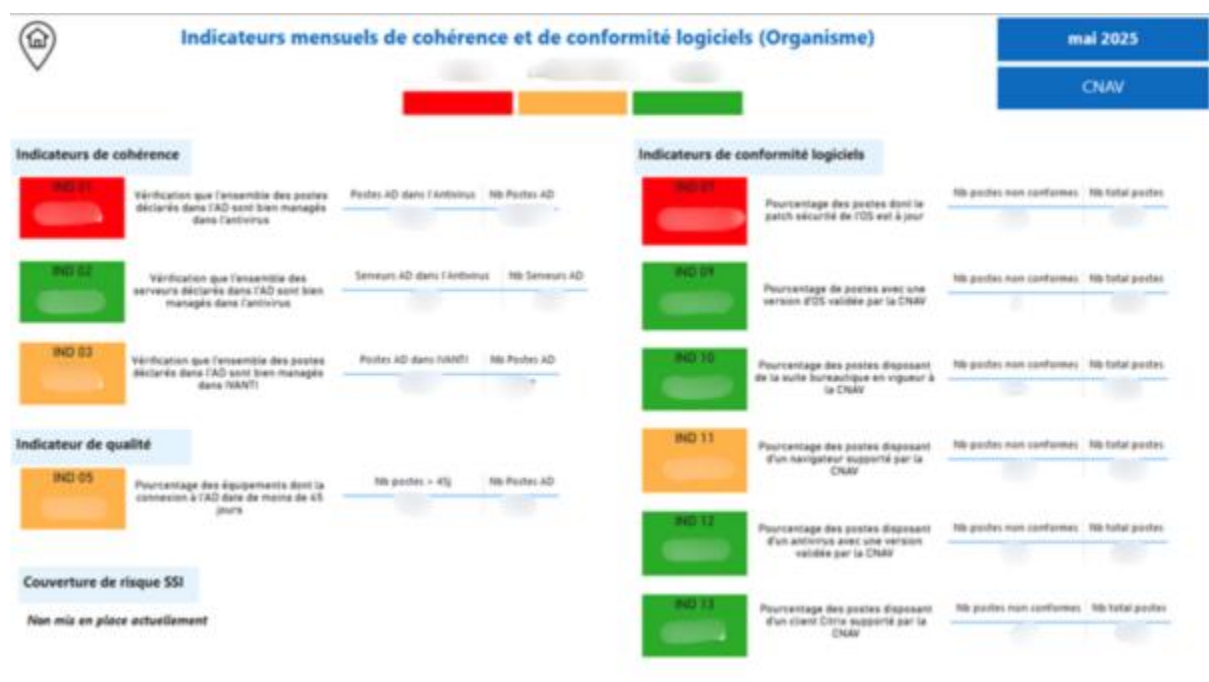 Indicateurs mensuels de cohérence et de conformité logiciels (Organisme)
mai 2025
CNAV
Indicateurs de cohérence
IND 01
Vérification que l'ensemble des postes
déclarés dans l'AD sont bien managés
dans l'antivirus
Postes AD dans l'Antivirus
Nb Postes AD
IND 02
Vérification que l'ensemble des
serveurs déclarés dans l'AD sont bien
managés dans l'antivirus
Serveurs AD dans l'Antivirus
Nb Serveurs AD
IND 03
Vérification que l'ensemble des postes
déclarés dans l'AD sont bien managés
dans IVANTI
Postes AD dans IVANTI
Nb Postes AD
Indicateur de qualité
IND 05
Pourcentage des équipements dont la
connexion à l'AD date de moins de 45
jours
Nb postes > 45j
Nb Postes AD
Couverture de risque SSI
Non mis en place actuellement
Indicateurs de conformité logiciels
IND 07
Pourcentage des postes dont le
patch sécurité de l'OS est à jour
Nb postes non conformes
Nb total postes
IND 09
Pourcentage de postes avec une
version d'OS validée par la CNAV
Nb postes non conformes
Nb total postes
IND 10
Pourcentage des postes disposant
de la suite bureautique en vigueur à
la CNAV
Nb postes non conformes
Nb total postes
IND 11
Pourcentage des postes disposant
d'un navigateur supporté par la
CNAV
Nb postes non conformes
Nb total postes
IND 12
Pourcentage des postes disposant
d'un antivirus avec une version
validée par la CNAV
Nb postes non conformes
Nb total postes
IND 13
Pourcentage des postes disposant
d'un client Citrix supporté par la
CNAV
Nb postes non conformes
Nb total postes